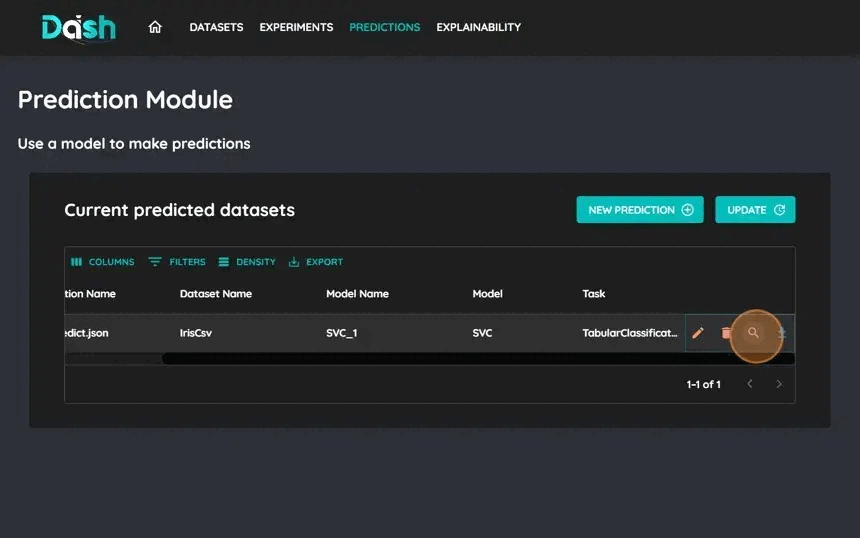 Dash
DATASETS EXPERIMENTS PREDICTIONS EXPLAINABILITY
Prediction Module
Use a model to make predictions
Current predicted datasets NEW PREDICTION UPDATE
COLUMNS FILTERS DENSITY EXPORT
tion Name Dataset Name Model Name Model Task
edict.json IrisCsv SVC_1 SVC TabularClassificat...
1-1 of 1